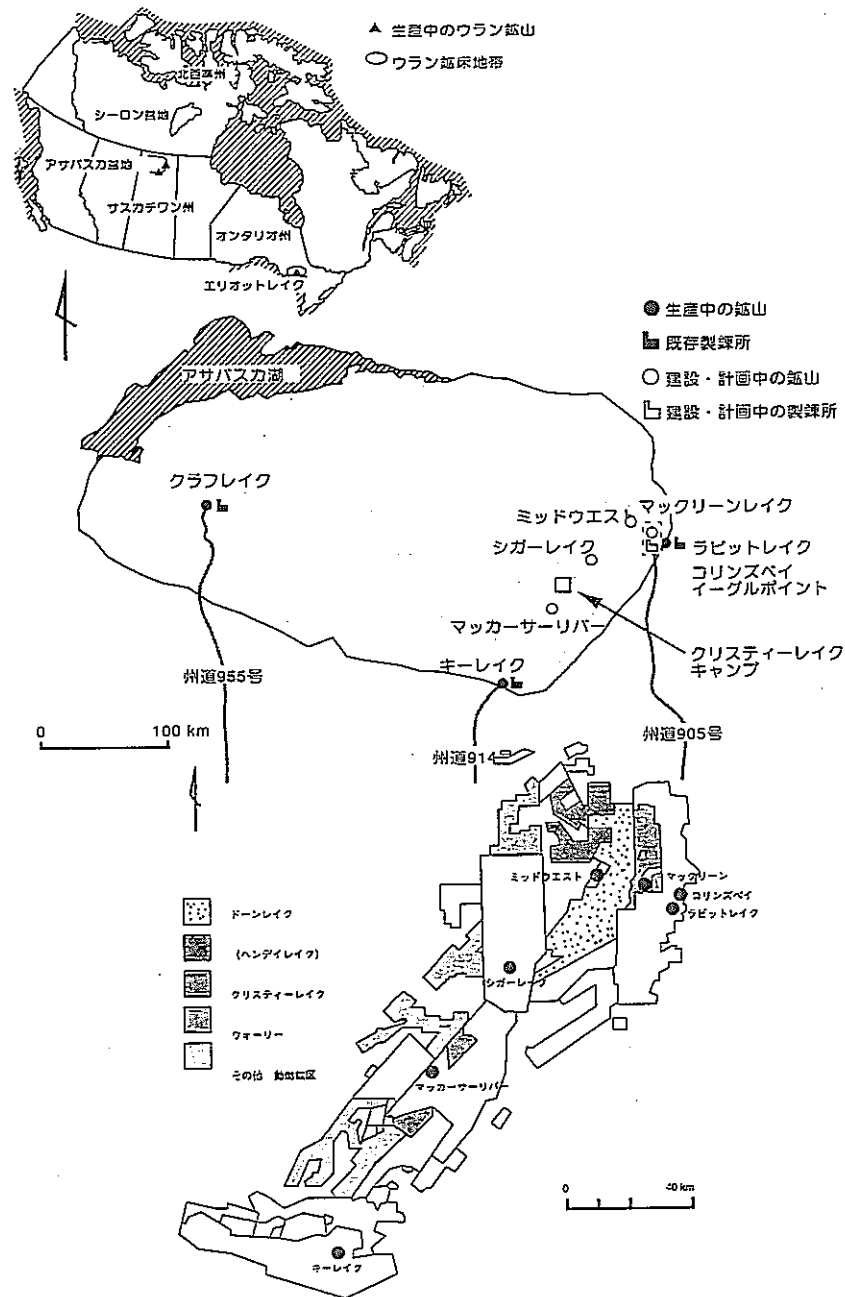 生産中のウラン鉱山
ウラン鉱床地帯
北西準州
シーロン盆地
アサバスカ盆地
サスカチワン州
オンタリオ州
エリオットレイク
生産中の鉱山
既存製錬所
建設・計画中の鉱山
建設・計画中の製錬所
アサバスカ湖
クラフレイク
マックリーンレイク
ミッドウエスト
シガーレイク
ラビットレイク
コリンズベイ
イーグルポイント
マッカーサーリバー
クリスティーレイク
キャンプ
キーレイク
州道955号
0 100 km
州道914号
州道905号
ミッドウエスト
マックリーン
コリンズベイ
ラビットレイク
シガーレイク
マッカーサーリバー
キーレイク
ドーンレイク
(ヘンデイレイク)
クリスティーレイク
ウォーリー
その他
0 40 km